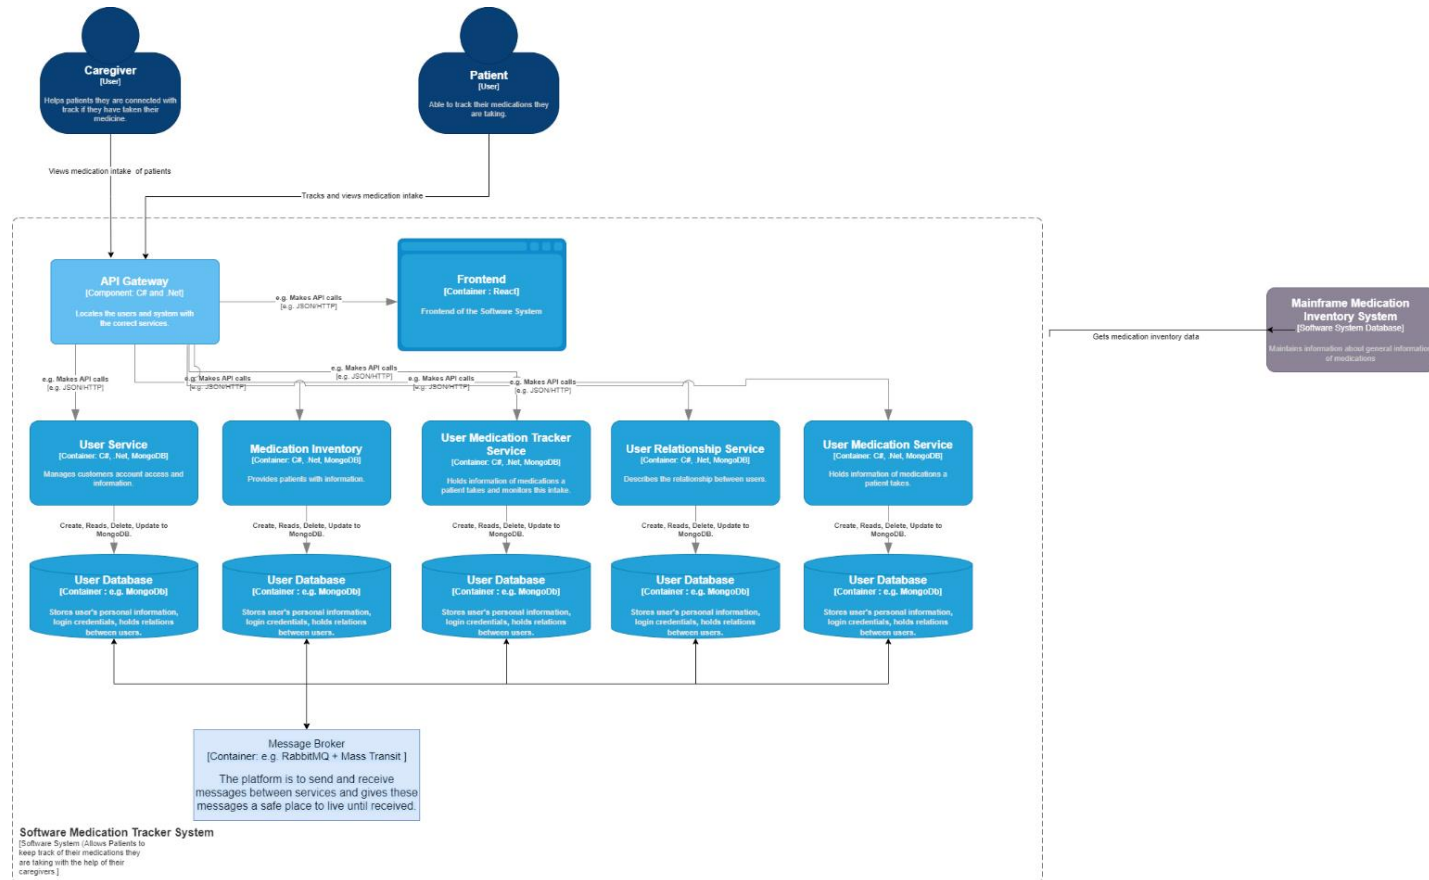 Caregiver
[User]
Helps patients they are connected with
track if they have taken their
medicine.
Patient
[User]
Able to track their medications they
are taking.
Views medication intake of patients
Tracks and views medication intake
API Gateway
[Component: C# and .Net]
Locates the users and system with
the correct services.
e.g. Makes API calls
[e.g. JSON/HTTP]
Frontend
[Container : React]
Frontend of the Software System
Mainframe Medication
Inventory System
[Software System Database]
Maintains information about general information
of medications
Gets medication inventory data
e.g. Makes API calls
[e.g. JSON/HTTP]
e.g. Makes API calls
[e.g. JSON/HTTP]
e.g. Makes API calls
[e.g. JSON/HTTP]
e.g. Makes API calls
[e.g. JSON/HTTP]
e.g. Makes API calls
[e.g. JSON/HTTP]
User Service
[Container: C#, .Net, MongoDB]
Manages customers account access and
information.
Medication Inventory
[Container: C#, .Net, MongoDB]
Provides patients with information.
User Medication Tracker
Service
[Container: C#, .Net, MongoDB]
Holds information of medications a
patient takes and monitors this intake.
User Relationship Service
[Container: C#, .Net, MongoDB]
Describes the relationship between users.
User Medication Service
[Container: C#, .Net, MongoDB]
Holds information of medications a
patient takes.
Create, Reads, Delete, Update to
MongoDB.
Create, Reads, Delete, Update to
MongoDB.
Create, Reads, Delete, Update to
MongoDB.
Create, Reads, Delete, Update to
MongoDB.
Create, Reads, Delete, Update to
MongoDB.
User Database
[Container : e.g. MongoDb]
Stores user's personal information,
login credentials, holds relations
between users.
User Database
[Container : e.g. MongoDb]
Stores user's personal information,
login credentials, holds relations
between users.
User Database
[Container : e.g. MongoDb]
Stores user's personal information,
login credentials, holds relations
between users.
User Database
[Container : e.g. MongoDb]
Stores user's personal information,
login credentials, holds relations
between users.
User Database
[Container : e.g. MongoDb]
Stores user's personal information,
login credentials, holds relations
between users.
Message Broker
[Container: e.g. RabbitMQ + Mass Transit ]
The platform is to send and receive
messages between services and gives these
messages a safe place to live until received.
Software Medication Tracker System
[Software System (Allows Patients to
keep track of their medications they
are taking with the help of their
caregivers.]